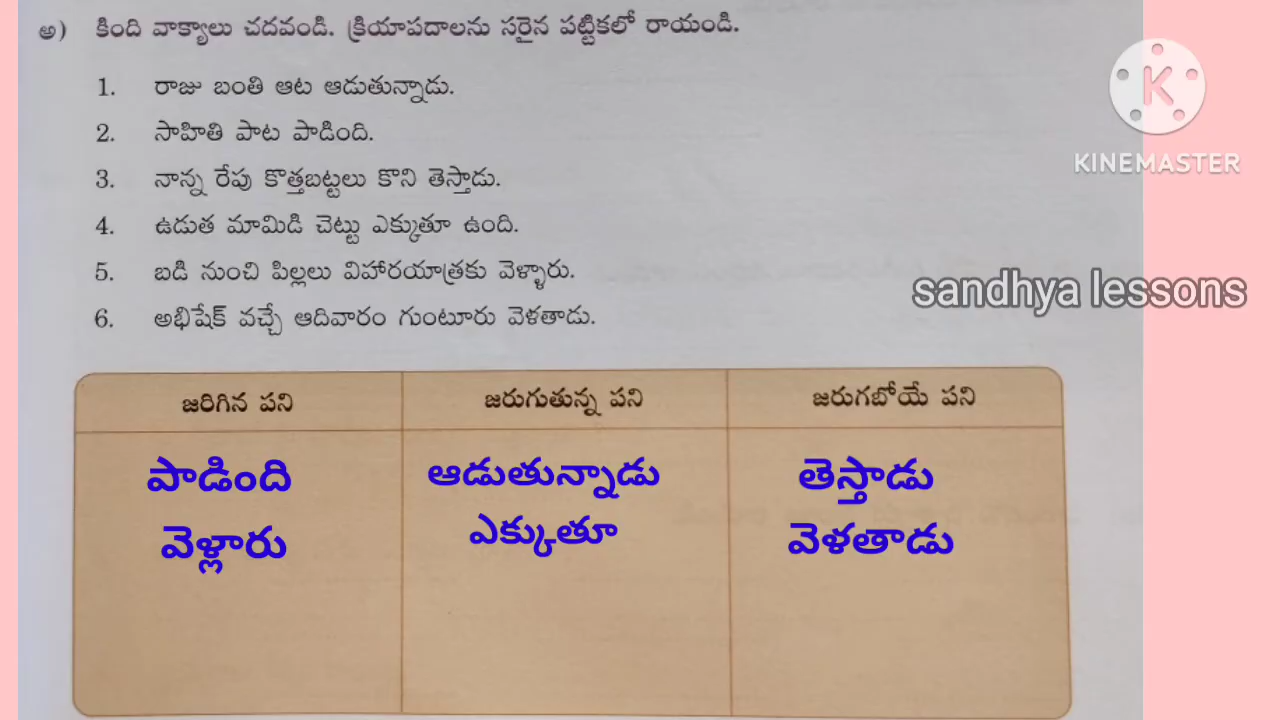 అ) కింది వాక్యాలు చదవండి. క్రియాపదాలను సరైన పట్టికలో రాయండి.
1. రాజు బంతి ఆట ఆడుతున్నాడు.
2. సాహితి పాట పాడింది.
3. నాన్న రేపు కొత్తబట్టలు కొని తెస్తాడు.
4. ఉడుత మామిడి చెట్టు ఎక్కుతూ ఉంది.
5. బడి నుంచి పిల్లలు విహారయాత్రకు వెళ్ళారు.
6. అభిషేక్ వచ్చే ఆదివారం గుంటూరు వెళతాడు.
KINEMASTER
sandhya lessons
జరిగిన పని జరుగుతున్న పని జరుగబోయే పని
పాడింది ఆడుతున్నాడు తెస్తాడు
వెళ్లారు ఎక్కుతూ వెళతాడు